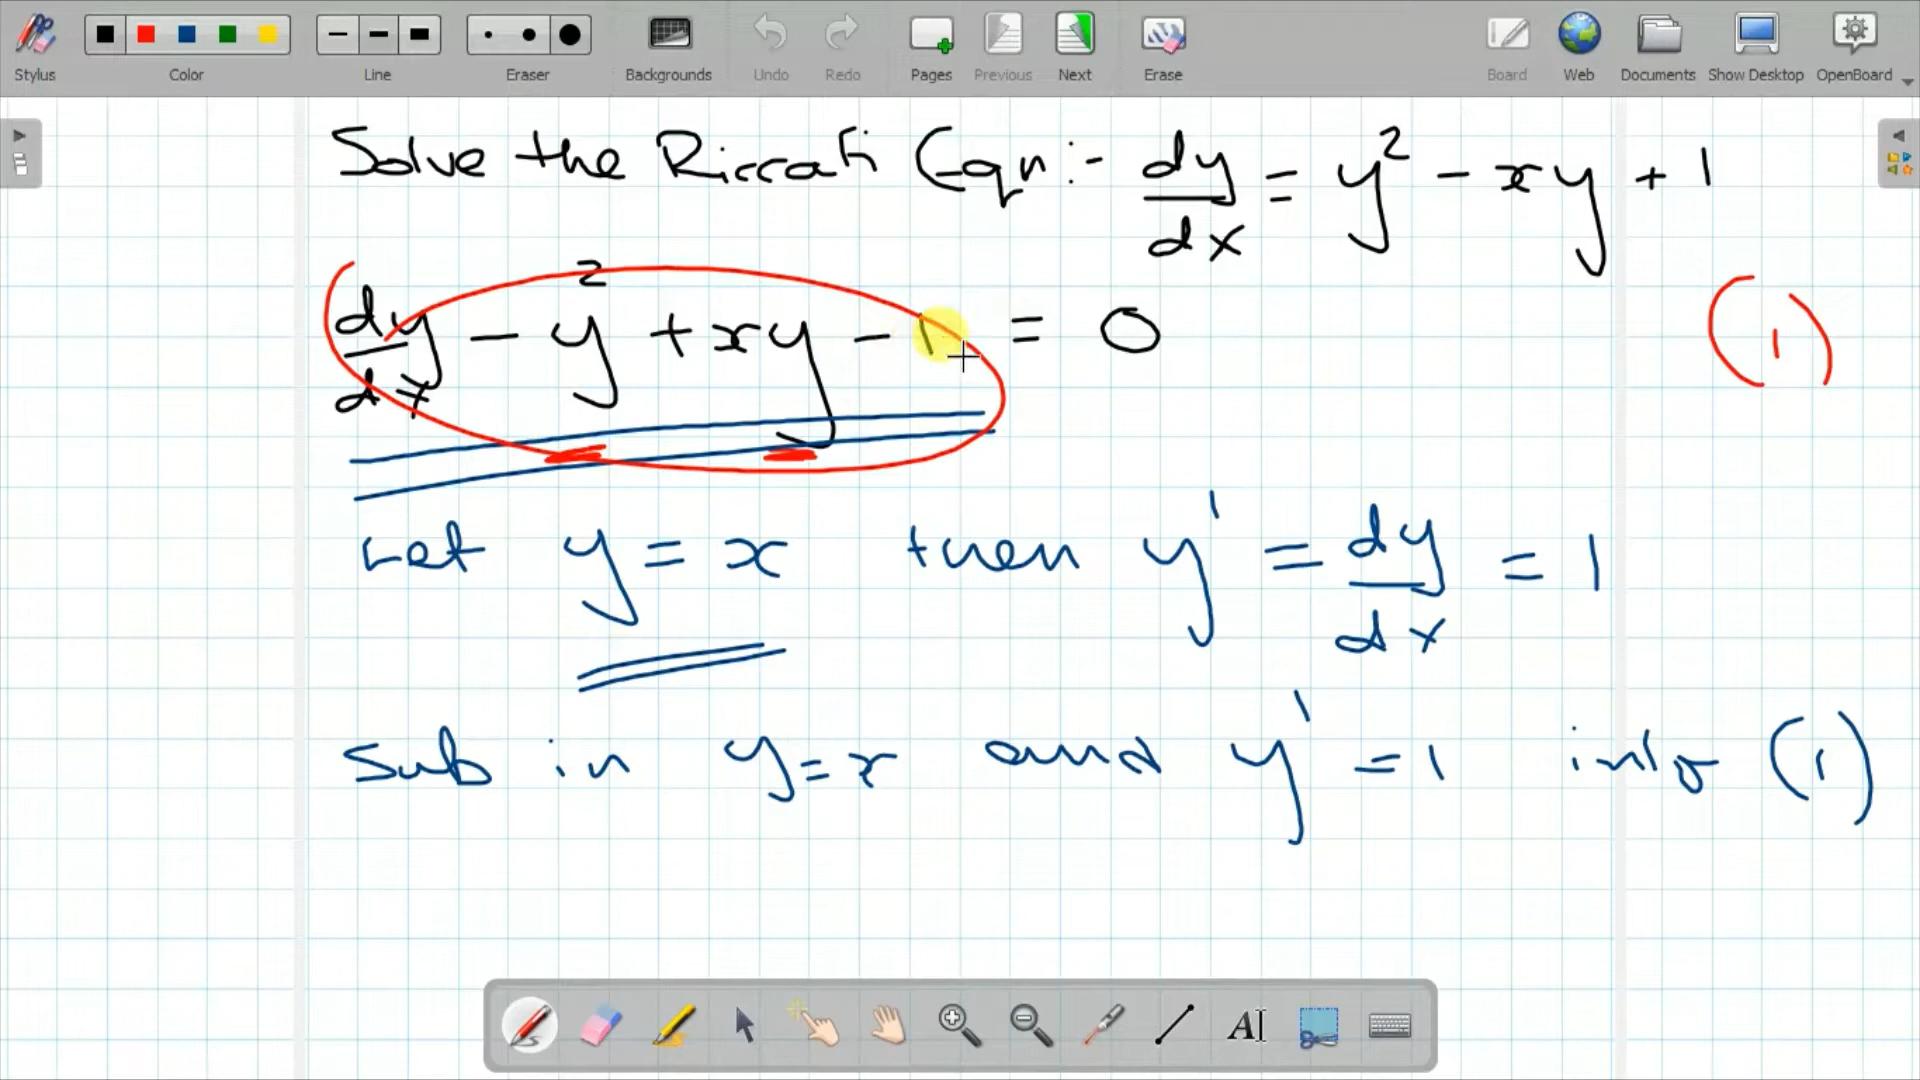 Stylus Color Line Eraser Backgrounds Undo Redo Pages Previous Next Erase Board Web Documents Show Desktop OpenBoard
Solve the Riccati Eqn :- dy/dx = y² - xy + 1
dy/dx - y² + xy - 1 = 0 (1)
Let y = x then y' = dy/dx = 1
Sub in y = x and y' = 1 into (1)